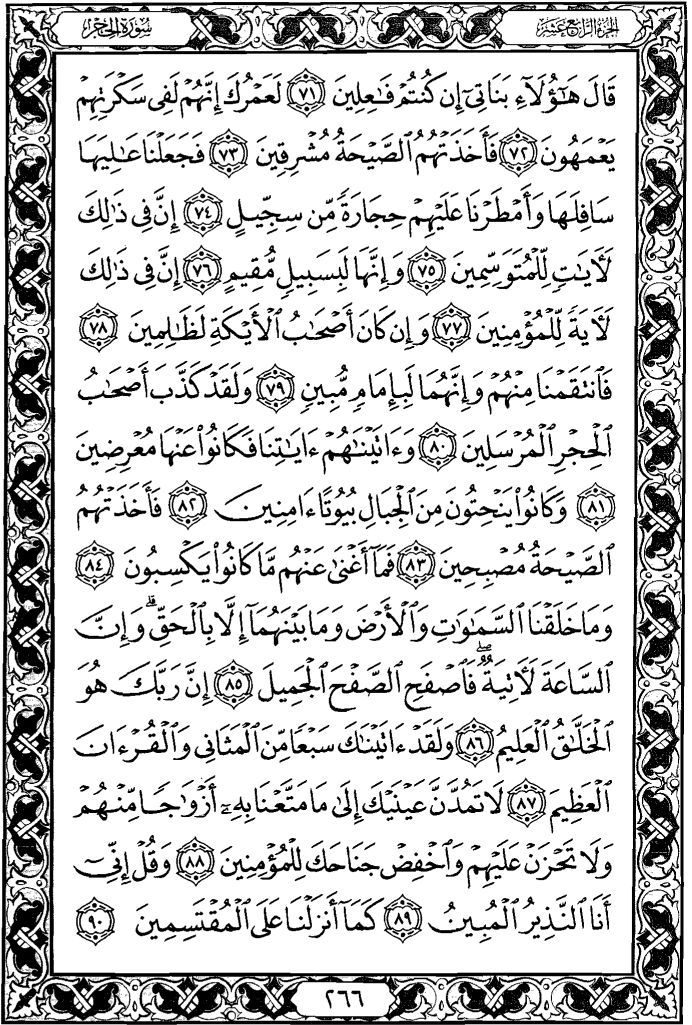 الجزء الرابع عشر
سورة الحجر
قَالَ هَٰٓؤُلَآءِ بَنَاتِىٓ إِن كُنتُمْ فَٰعِلِينَ ٧١ لَعَمْرُكَ إِنَّهُمْ لَفِى سَكْرَتِهِمْ
يَعْمَهُونَ ٧٢ فَأَخَذَتْهُمُ ٱلصَّيْحَةُ مُشْرِقِينَ ٧٣ فَجَعَلْنَا عَٰلِيَهَا
سَافِلَهَا وَأَمْطَرْنَا عَلَيْهِمْ حِجَارَةً مِّن سِجِّيلٍ ٧٤ إِنَّ فِى ذَٰلِكَ
لَءَايَٰتٍ لِّلْمُتَوَسِّمِينَ ٧٥ وَإِنَّهَا لَبِسَبِيلٍ مُّقِيمٍ ٧٦ إِنَّ فِى ذَٰلِكَ
لَءَايَةً لِّلْمُؤْمِنِينَ ٧٧ وَإِن كَانَ أَصْحَٰبُ ٱلْأَيْكَةِ لَظَٰلِمِينَ ٧٨
فَٱنتَقَمْنَا مِنْهُمْ وَإِنَّهُمَا لَبِإِمَامٍ مُّبِينٍ ٧٩ وَلَقَدْ كَذَّبَ أَصْحَٰبُ
ٱلْحِجْرِ ٱلْمُرْسَلِينَ ٨٠ وَءَاتَيْنَٰهُمْ ءَايَٰتِنَا فَكَانُوا۟ عَنْهَا مُعْرِضِينَ
٨١ وَكَانُوا۟ يَنْحِتُونَ مِنَ ٱلْجِبَالِ بُيُوتًا ءَامِنِينَ ٨٢ فَأَخَذَتْهُمُ
ٱلصَّيْحَةُ مُصْبِحِينَ ٨٣ فَمَآ أَغْنَىٰ عَنْهُم مَّا كَانُوا۟ يَكْسِبُونَ ٨٤
وَمَا خَلَقْنَا ٱلسَّمَٰوَٰتِ وَٱلْأَرْضَ وَمَا بَيْنَهُمَآ إِلَّا بِٱلْحَقِّ ۗ وَإِنَّ
ٱلسَّاعَةَ لَءَاتِيَةٌ ۖ فَٱصْفَحِ ٱلصَّفْحَ ٱلْجَمِيلَ ٨٥ إِنَّ رَبَّكَ هُوَ
ٱلْخَلَّٰقُ ٱلْعَلِيمُ ٨٦ وَلَقَدْ ءَاتَيْنَٰكَ سَبْعًا مِّنَ ٱلْمَثَانِى وَٱلْقُرْءَانَ
ٱلْعَظِيمَ ٨٧ لَا تَمُدَّنَّ عَيْنَيْكَ إِلَىٰ مَا مَتَّعْنَا بِهِۦٓ أَزْوَٰجًا مِّنْهُمْ
وَلَا تَحْزَنْ عَلَيْهِمْ وَٱخْفِضْ جَنَاحَكَ لِلْمُؤْمِنِينَ ٨٨ وَقُلْ إِنِّىٓ
أَنَا ٱلنَّذِيرُ ٱلْمُبِينُ ٨٩ كَمَآ أَنزَلْنَا عَلَى ٱلْمُقْتَسِمِينَ ٩٠
٢٦٦